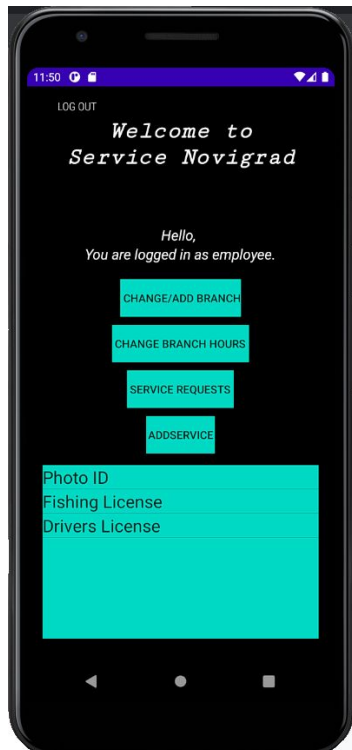 11:50
LOG OUT
Welcome to
Service Novigrad
Hello,
You are logged in as employee.
CHANGE/ADD BRANCH
CHANGE BRANCH HOURS
SERVICE REQUESTS
ADDSERVICE
Photo ID
Fishing License
Drivers License